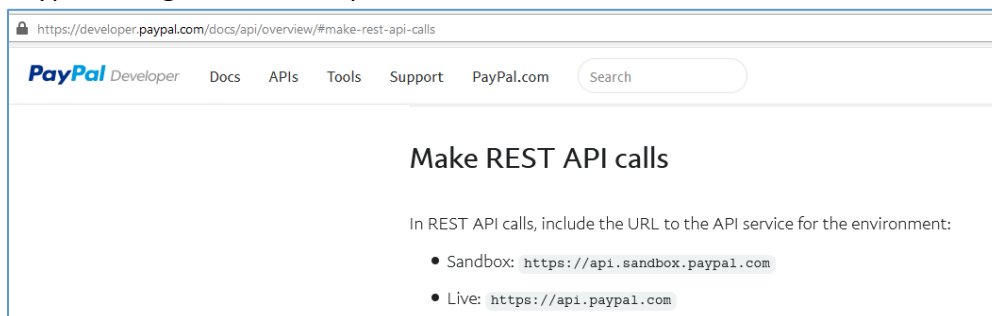 https://developer.paypal.com/docs/api/overview/#make-rest-api-calls
PayPal Developer Docs APIs Tools Support PayPal.com Search
Make REST API calls
In REST API calls, include the URL to the API service for the environment:
• Sandbox: https://api.sandbox.paypal.com
• Live: https://api.paypal.com